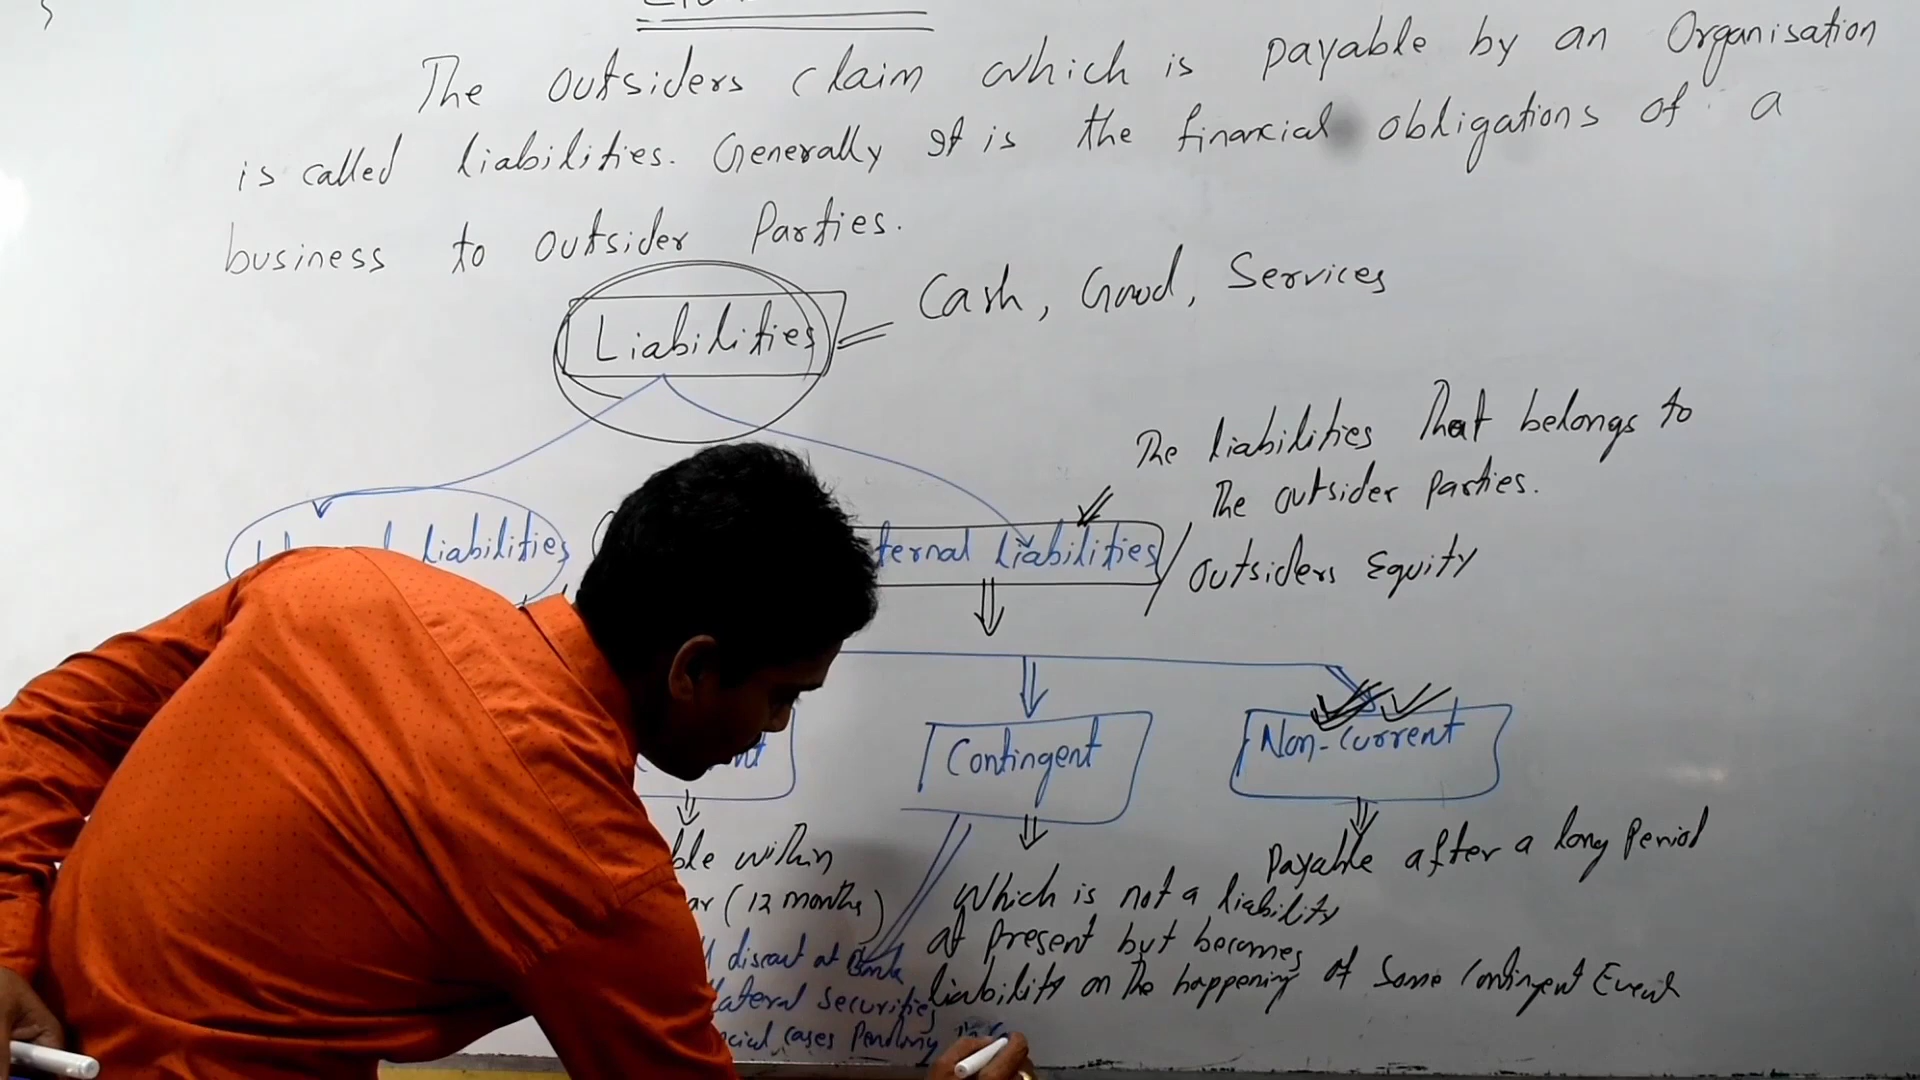 The outsiders claim which is payable by an Organisation
is called liabilities. Generally It is the financial obligations of a
business to outsider Parties.
Liabilities = Cash, Good, Services
The liabilities That belongs to
The outsider parties.
liabilities
ternal liabilities / outsiders Equity
Contingent
Non-current
ble within
ar (12 months)
Payable after a long Period
Which is not a liability
at present but becomes
liability on The happening of Some Contingent Event
discount at Bank
lateral securities
cial cases Pending in